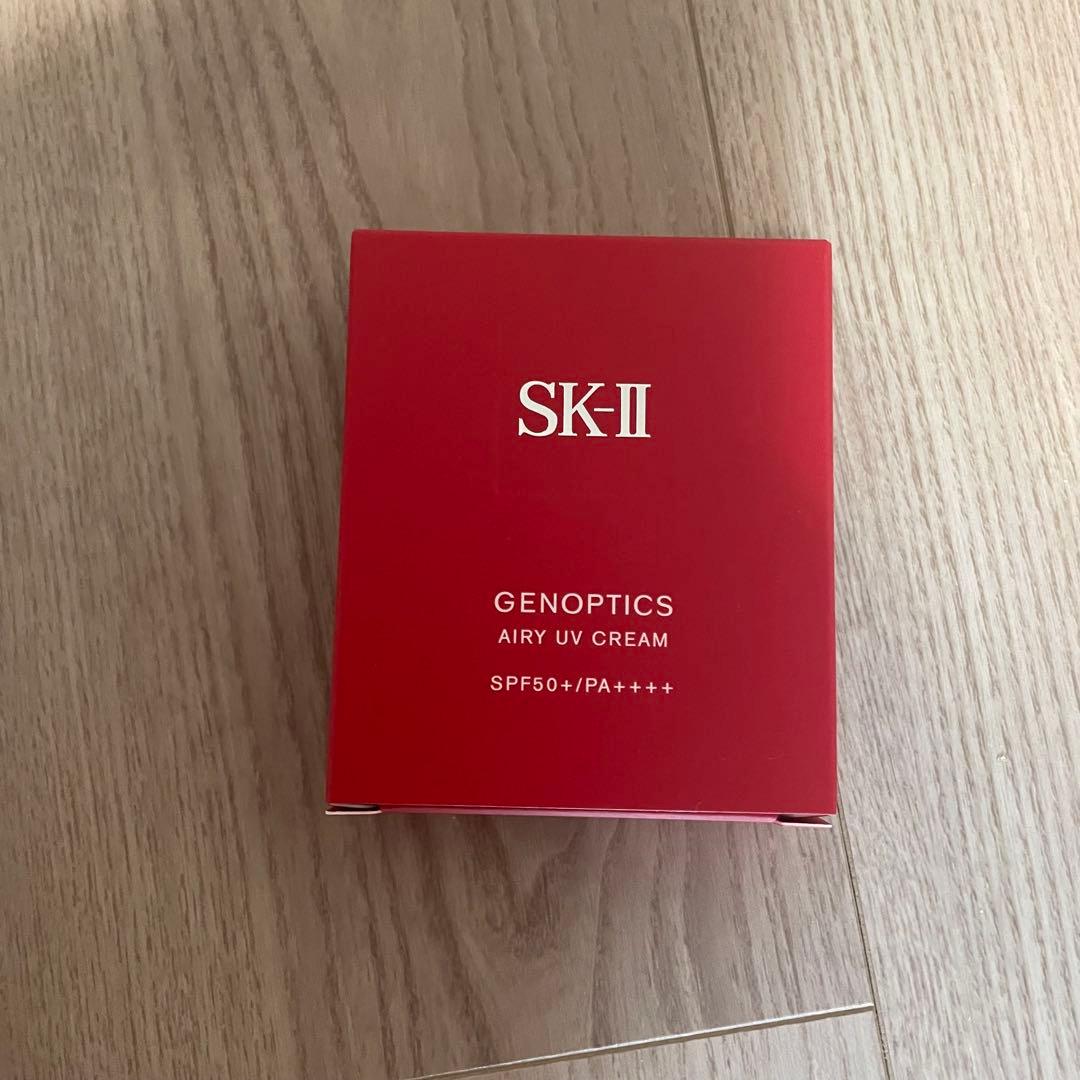 SK-II
GENOPTICS
AIRY UV CREAM
SPF50+/PA++++